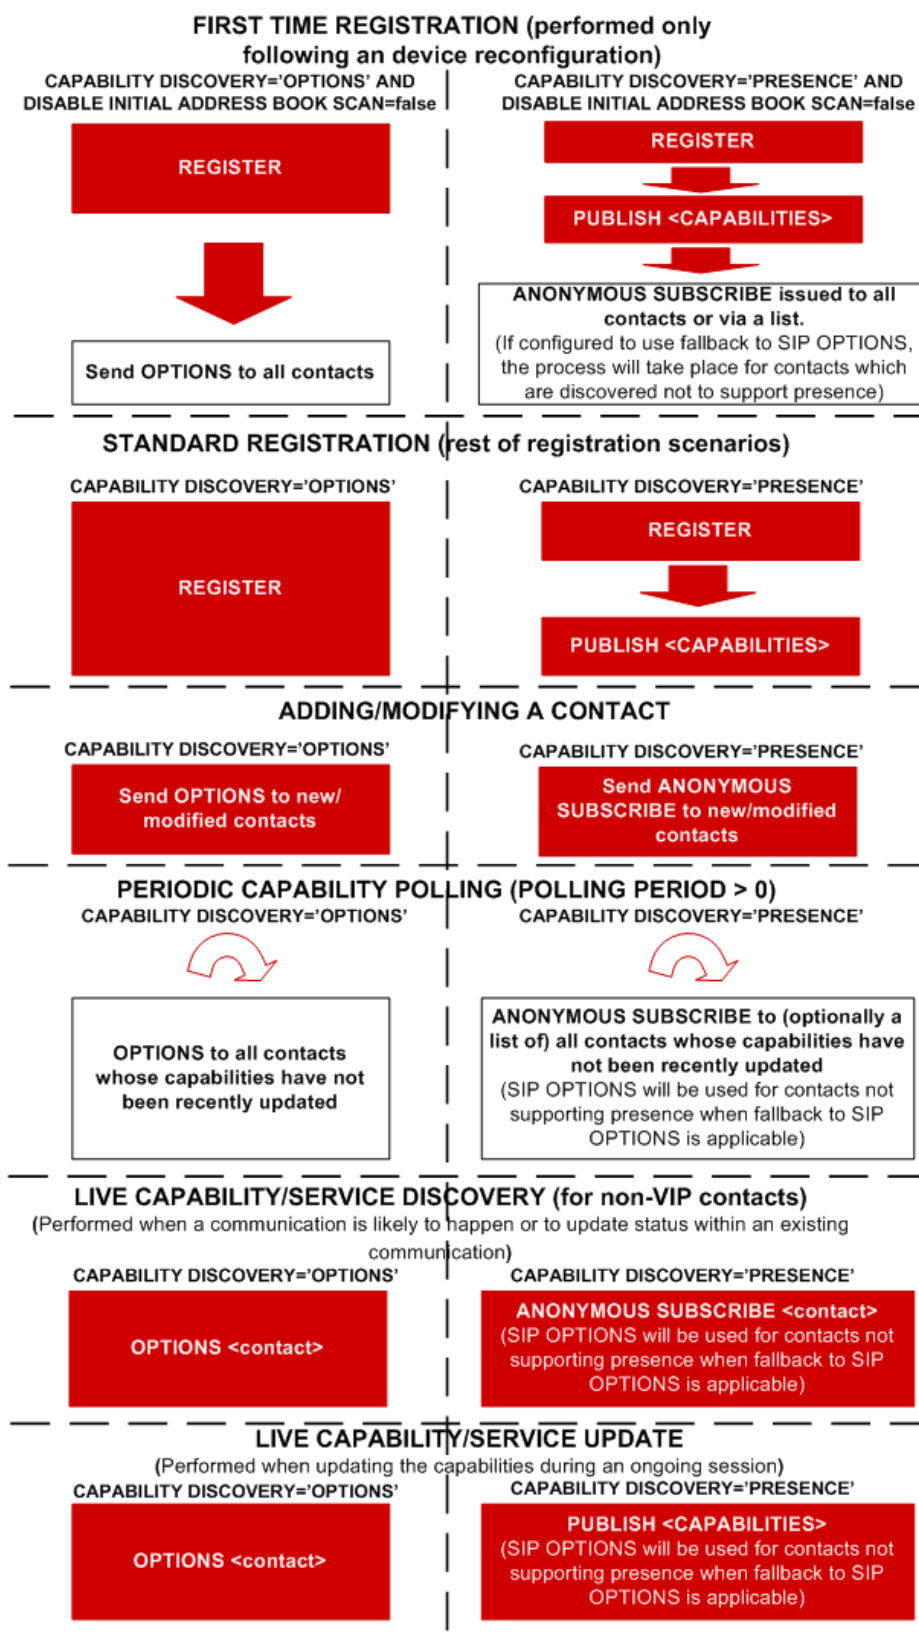 FIRST TIME REGISTRATION (performed only
following an device reconfiguration)
CAPABILITY DISCOVERY='OPTIONS' AND
DISABLE INITIAL ADDRESS BOOK SCAN=false
REGISTER
Send OPTIONS to all contacts
CAPABILITY DISCOVERY='PRESENCE' AND
DISABLE INITIAL ADDRESS BOOK SCAN=false
REGISTER
PUBLISH <CAPABILITIES>
ANONYMOUS SUBSCRIBE issued to all
contacts or via a list.
(If configured to use fallback to SIP OPTIONS,
the process will take place for contacts which
are discovered not to support presence)
STANDARD REGISTRATION (rest of registration scenarios)
CAPABILITY DISCOVERY='OPTIONS'
REGISTER
CAPABILITY DISCOVERY='PRESENCE'
REGISTER
PUBLISH <CAPABILITIES>
ADDING/MODIFYING A CONTACT
CAPABILITY DISCOVERY='OPTIONS'
Send OPTIONS to new/
modified contacts
CAPABILITY DISCOVERY='PRESENCE'
Send ANONYMOUS
SUBSCRIBE to new/modified
contacts
PERIODIC CAPABILITY POLLING (POLLING PERIOD > 0)
CAPABILITY DISCOVERY='OPTIONS'
OPTIONS to all contacts
whose capabilities have not
been recently updated
CAPABILITY DISCOVERY='PRESENCE'
ANONYMOUS SUBSCRIBE to (optionally a
list of) all contacts whose capabilities have
not been recently updated
(SIP OPTIONS will be used for contacts not
supporting presence when fallback to SIP
OPTIONS is applicable)
LIVE CAPABILITY/SERVICE DISCOVERY (for non-VIP contacts)
(Performed when a communication is likely to happen or to update status within an existing
communication)
CAPABILITY DISCOVERY='OPTIONS'
OPTIONS <contact>
CAPABILITY DISCOVERY='PRESENCE'
ANONYMOUS SUBSCRIBE <contact>
(SIP OPTIONS will be used for contacts not
supporting presence when fallback to SIP
OPTIONS is applicable)
LIVE CAPABILITY/SERVICE UPDATE
(Performed when updating the capabilities during an ongoing session)
CAPABILITY DISCOVERY='OPTIONS'
OPTIONS <contact>
CAPABILITY DISCOVERY='PRESENCE'
PUBLISH <CAPABILITIES>
(SIP OPTIONS will be used for contacts not
supporting presence when fallback to SIP
OPTIONS is applicable)